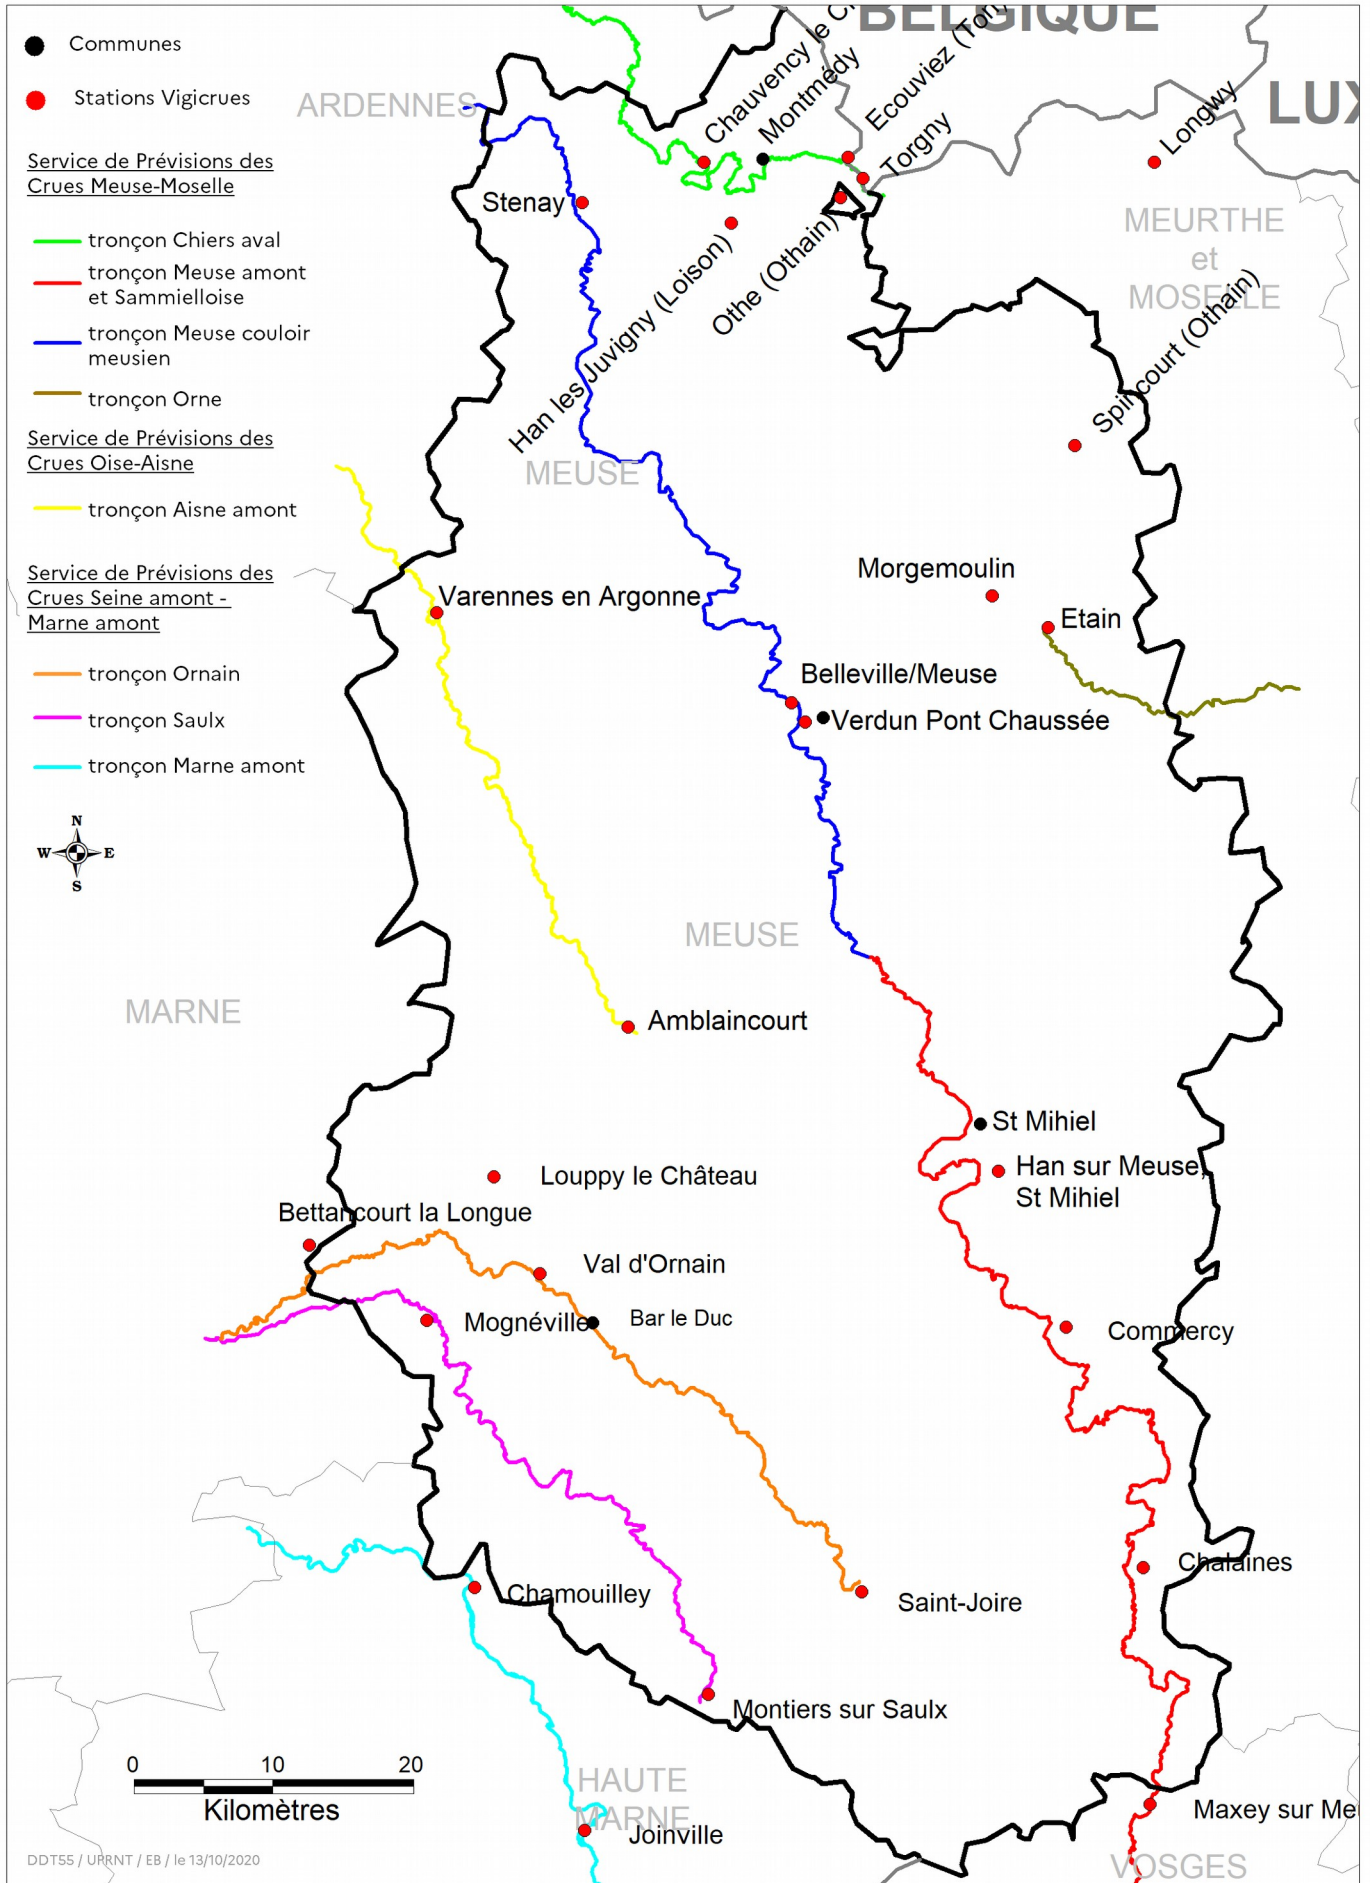 Communes
Stations Vigicrues
Service de Prévisions des
Crues Meuse-Moselle
tronçon Chiers aval
tronçon Meuse amont
et Sammielloise
tronçon Meuse couloir
meusien
tronçon Orne
Service de Prévisions des
Crues Oise-Aisne
tronçon Aisne amont
Service de Prévisions des
Crues Seine amont -
Marne amont
tronçon Ornain
tronçon Saulx
tronçon Marne amont
N
W E
S
BELGIQUE
LUX
ARDENNES
Chauvency le C
Montmédy
Ecouviez (Ton
Torgny
Longwy
Stenay
MEURTHE
et
MOSELLE
Han les Juvigny (Loison)
Othe (Othain)
Spincourt (Othain)
MEUSE
Morgemoulin
Varennes en Argonne
Etain
Belleville/Meuse
Verdun Pont Chaussée
MEUSE
MARNE
Amblaincourt
St Mihiel
Han sur Meuse,
St Mihiel
Louppy le Château
Bettancourt la Longue
Val d'Ornain
Mognéville
Bar le Duc
Commercy
Chalaines
Chamouilley
Saint-Joire
Montiers sur Saulx
0 10 20
Kilomètres
HAUTE
MARNE
Joinville
Maxey sur Me
VOSGES
DDT55 / UPRNT / EB / le 13/10/2020